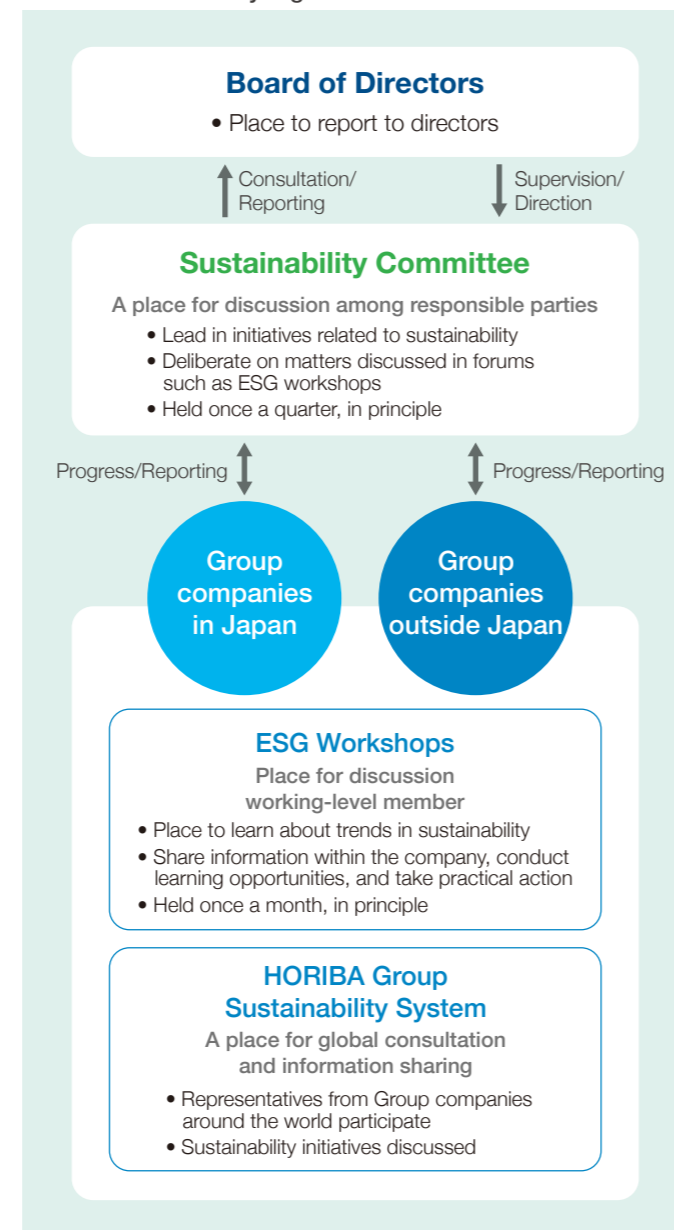 Board of Directors
• Place to report to directors
Consultation/
Reporting
Supervision/
Direction
Sustainability Committee
A place for discussion among responsible parties
• Lead in initiatives related to sustainability
• Deliberate on matters discussed in forums
such as ESG workshops
• Held once a quarter, in principle
Progress/Reporting
Progress/Reporting
Group
companies
in Japan
Group
companies
outside Japan
ESG Workshops
Place for discussion
working-level member
• Place to learn about trends in sustainability
• Share information within the company, conduct
learning opportunities, and take practical action
• Held once a month, in principle
HORIBA Group
Sustainability System
A place for global consultation
and information sharing
• Representatives from Group companies
around the world participate
• Sustainability initiatives discussed